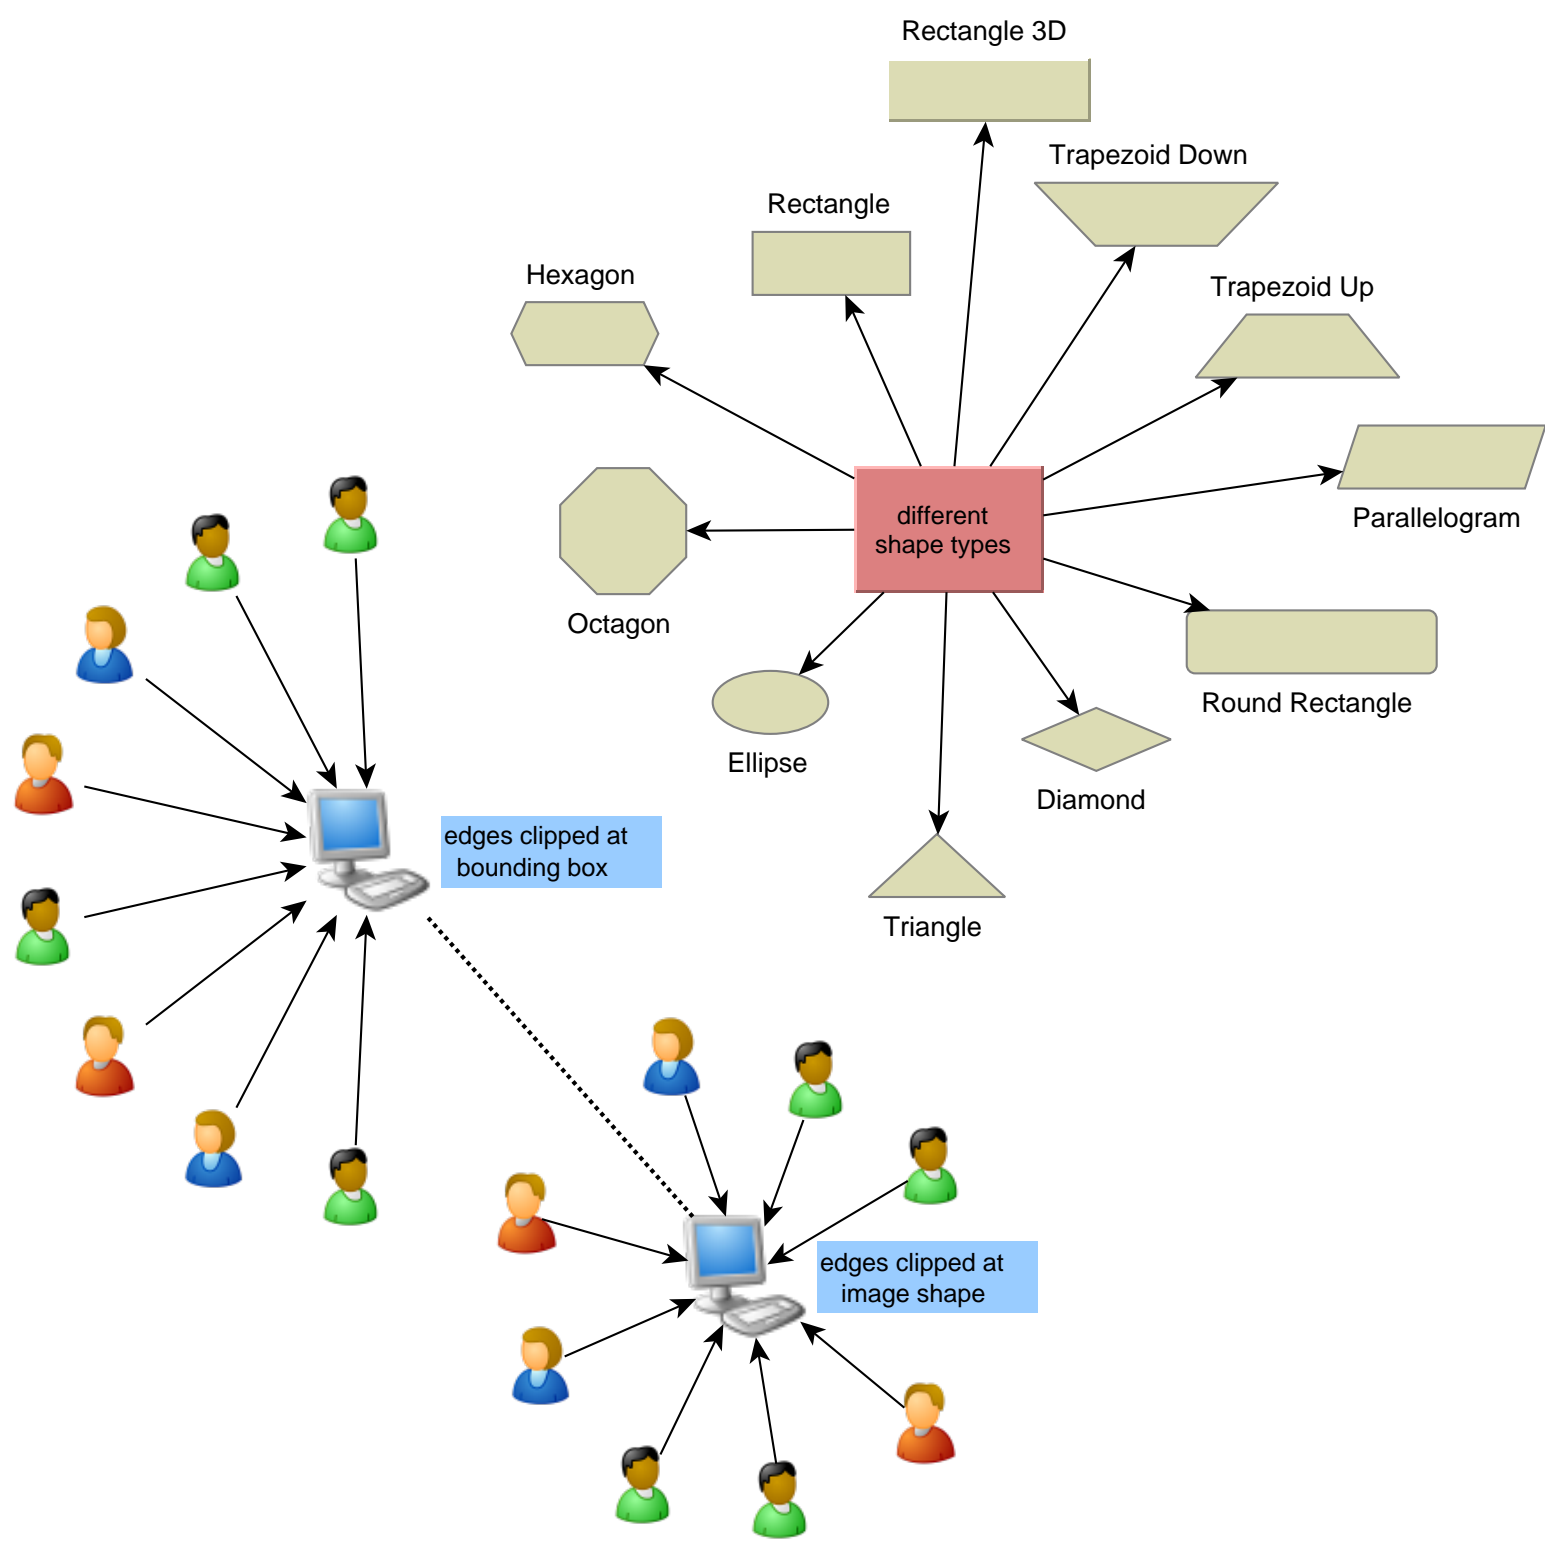 Rectangle 3D
Trapezoid Down
Rectangle
Hexagon
Trapezoid Up
different
shape types
Parallelogram
Octagon
Round Rectangle
Ellipse
Diamond
edges clipped at
bounding box
Triangle
edges clipped at
image shape